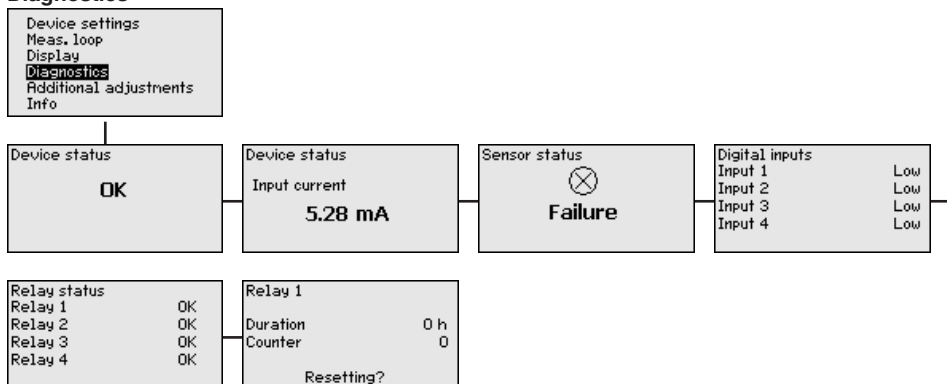 Diagnostics
Device settings
Meas. loop
Display
Diagnostics
Additional adjustments
Info
Device status
OK
Device status
Input current
5.28 mA
Sensor status
Failure
Digital inputs
Input 1 Low
Input 2 Low
Input 3 Low
Input 4 Low
Relay status
Relay 1 OK
Relay 2 OK
Relay 3 OK
Relay 4 OK
Relay 1
Duration 0 h
Counter 0
Resetting?